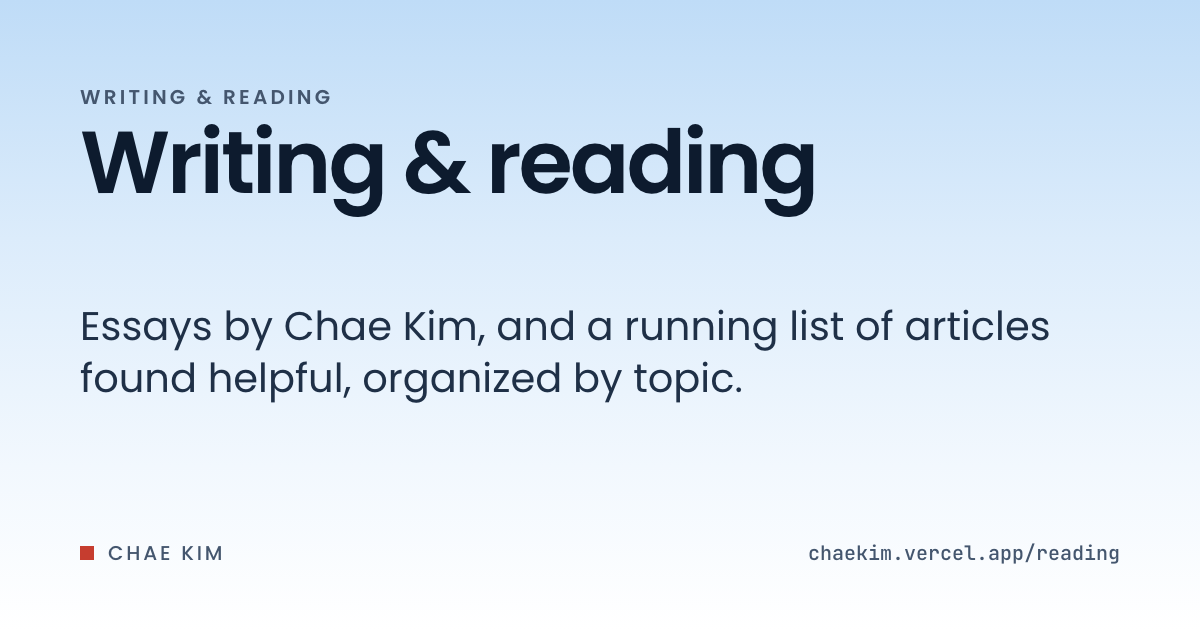 WRITING & READING
Writing & reading
Essays by Chae Kim, and a running list of articles
found helpful, organized by topic.
CHAE KIM
chaekim.vercel.app/reading